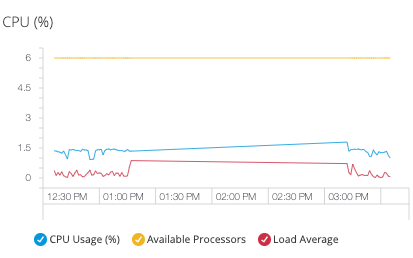 CPU (%)
6
4.5
3
1.5
0
12:30 PM 01:00 PM 01:30 PM 02:00 PM 02:30 PM 03:00 PM
CPU Usage (%) Available Processors Load Average